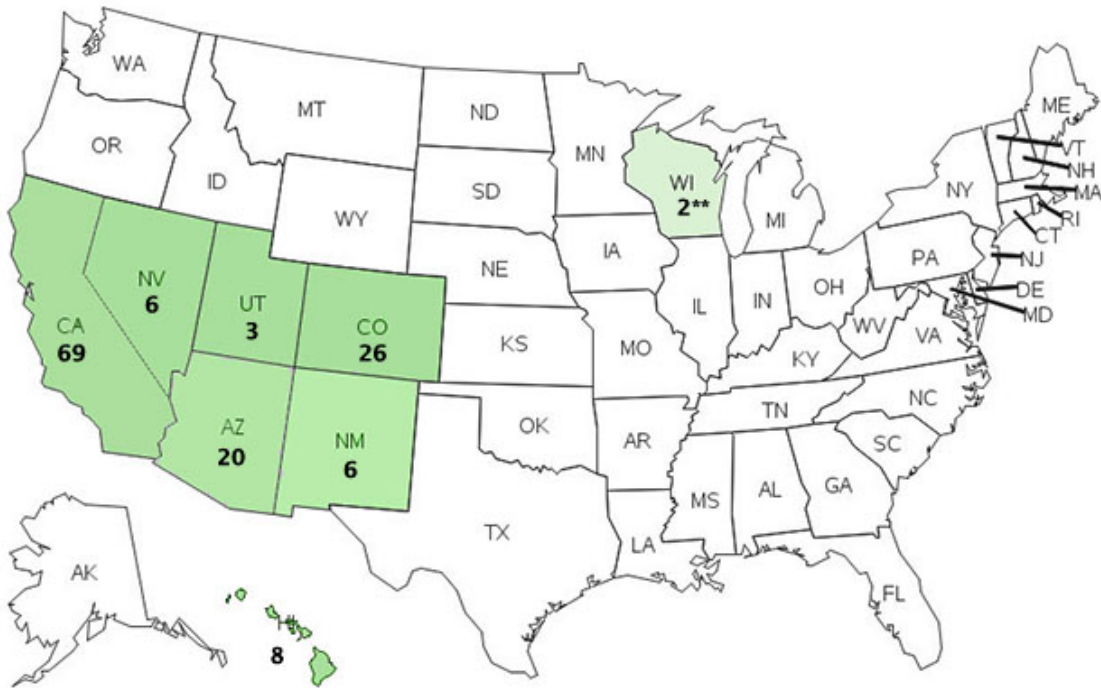 WA
MT
ND
MN
ME
OR
ID
SD
WI
2**
VT
NH
WY
MI
NY
MA
RI
CT
NV
6
NE
IA
PA
NJ
UT
3
CO
26
IL
IN
OH
DE
MD
CA
69
KS
MO
WV
VA
KY
AZ
20
NM
6
OK
AR
TN
NC
SC
TX
LA
MS
AL
GA
AK
FL
HI
8